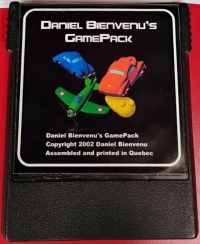 Daniel Bienvenu's
GamePack
Daniel Bienvenu's GamePack
Copyright 2002 Daniel Bienvenu
Assembled and printed in Quebec